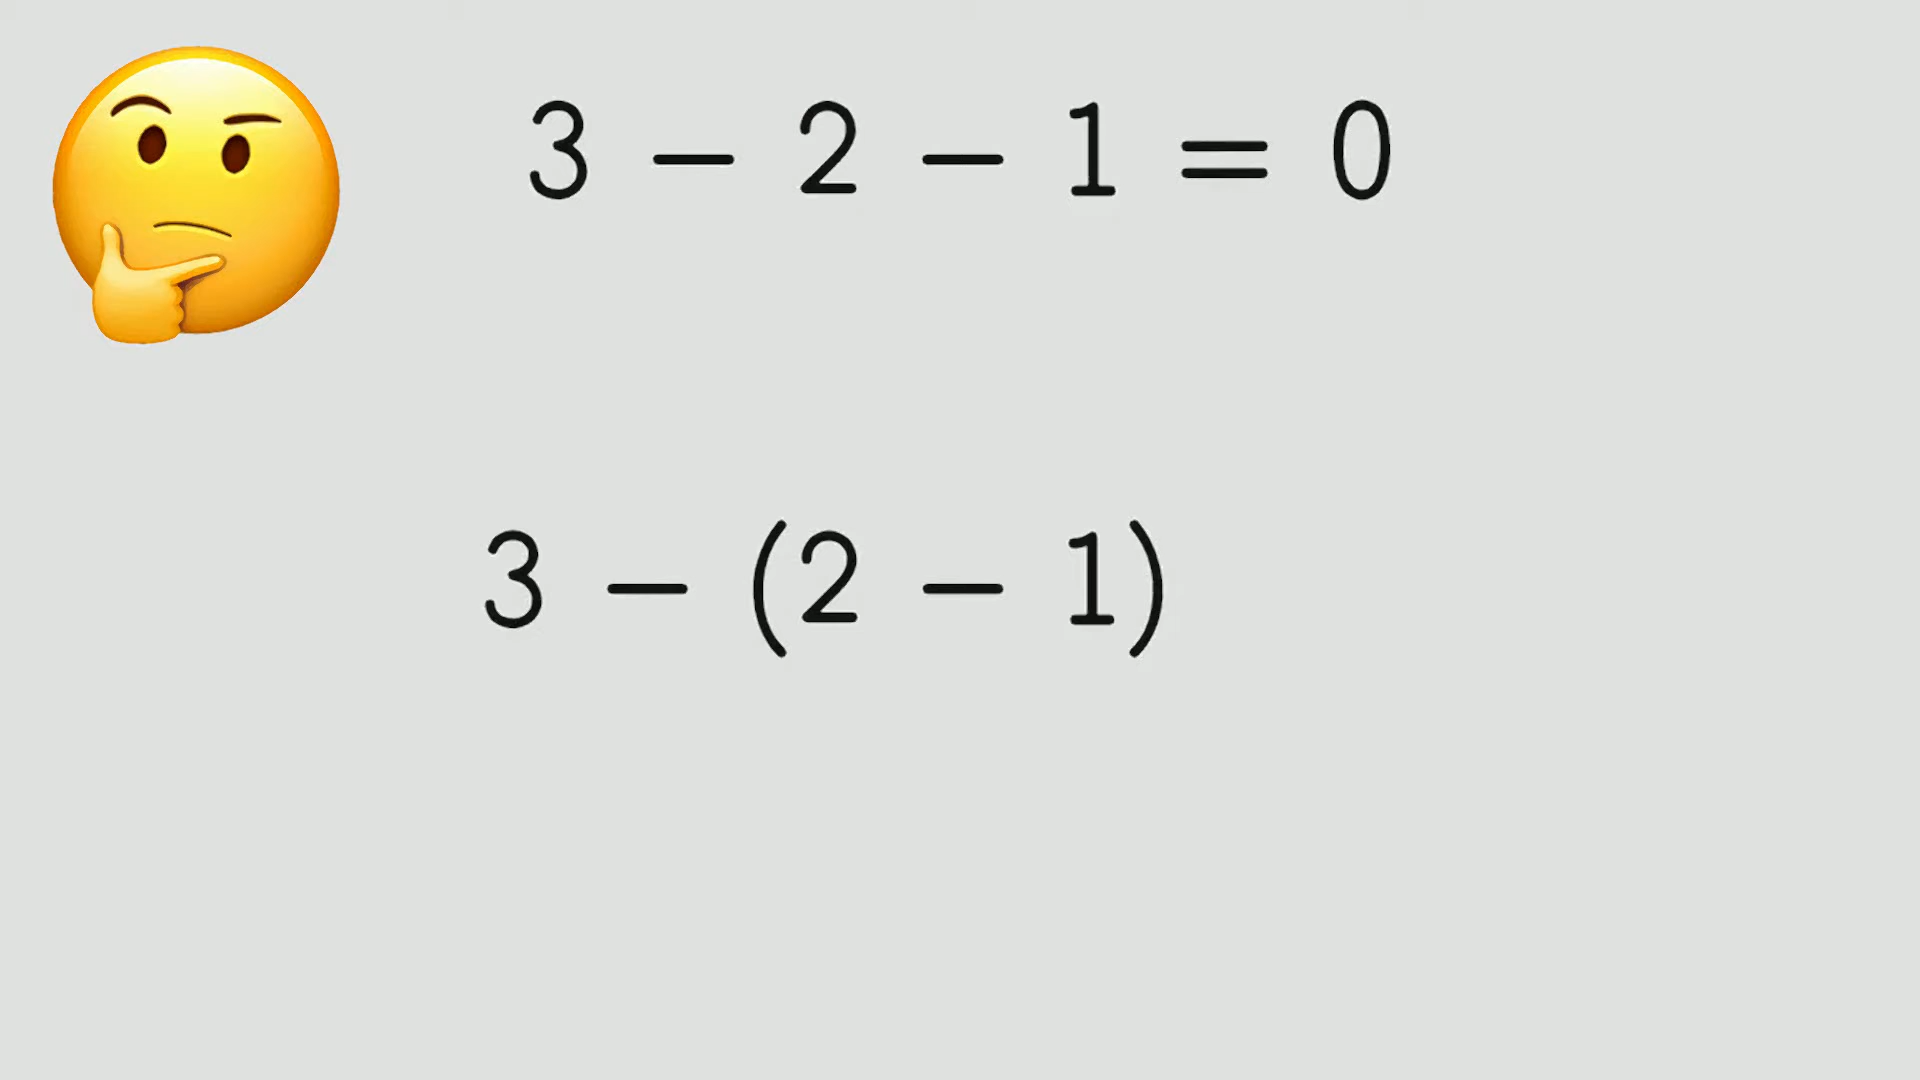 3 − 2 − 1 = 0
3 − (2 − 1)